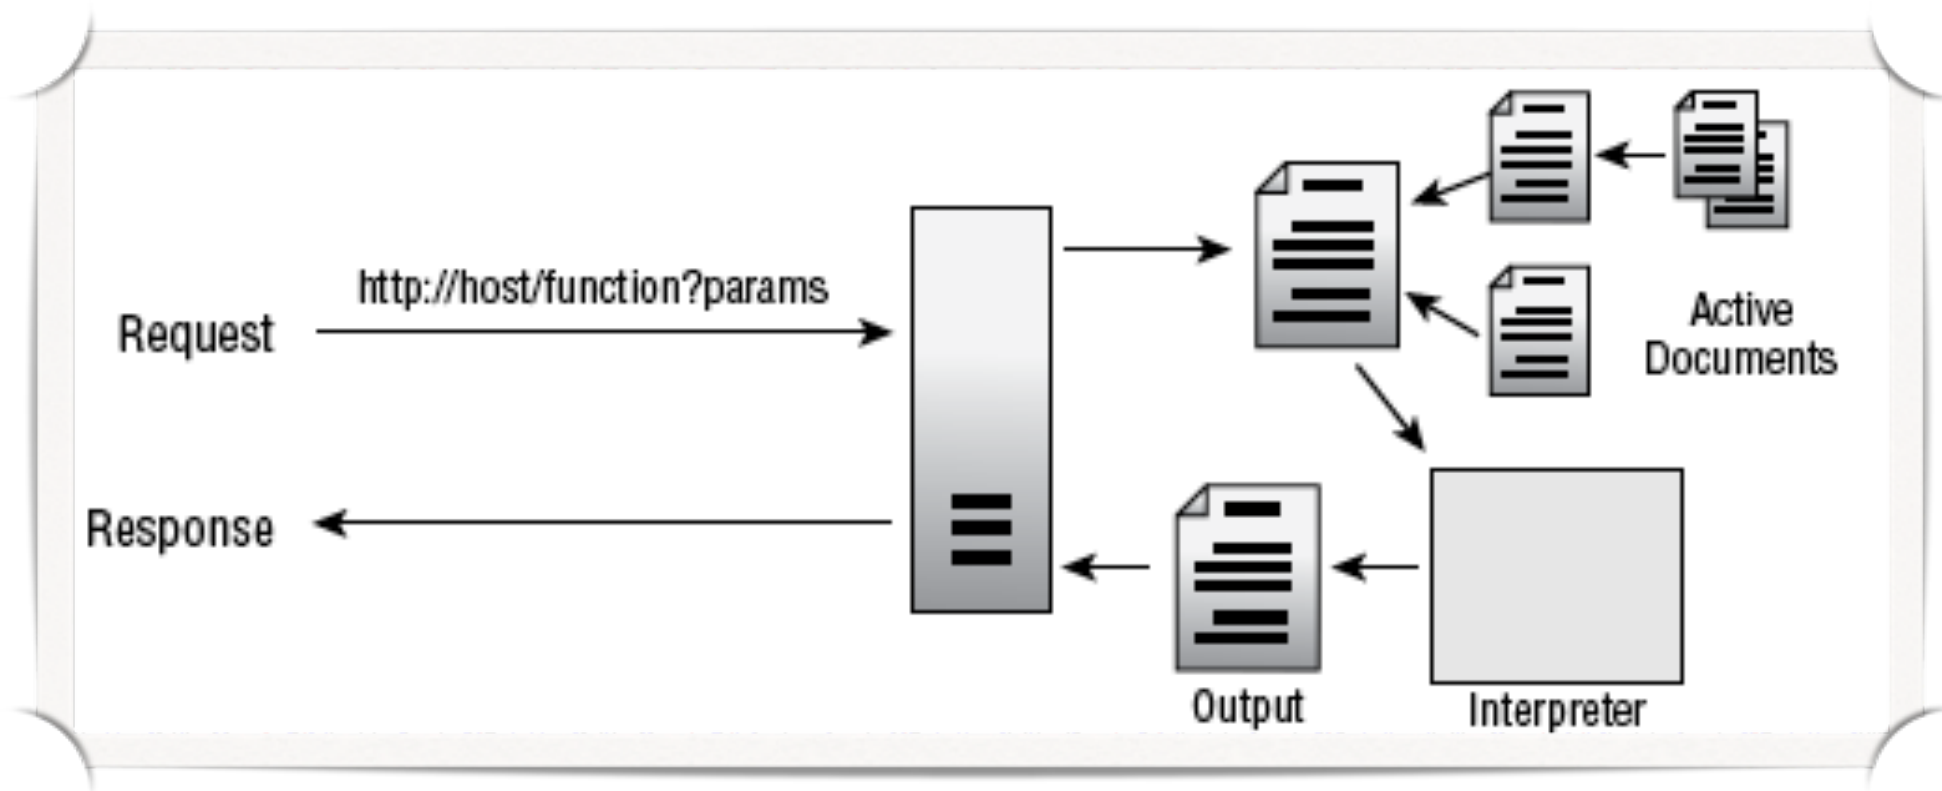 http://host/function?params
Request
Active
Documents
Response
Output
Interpreter